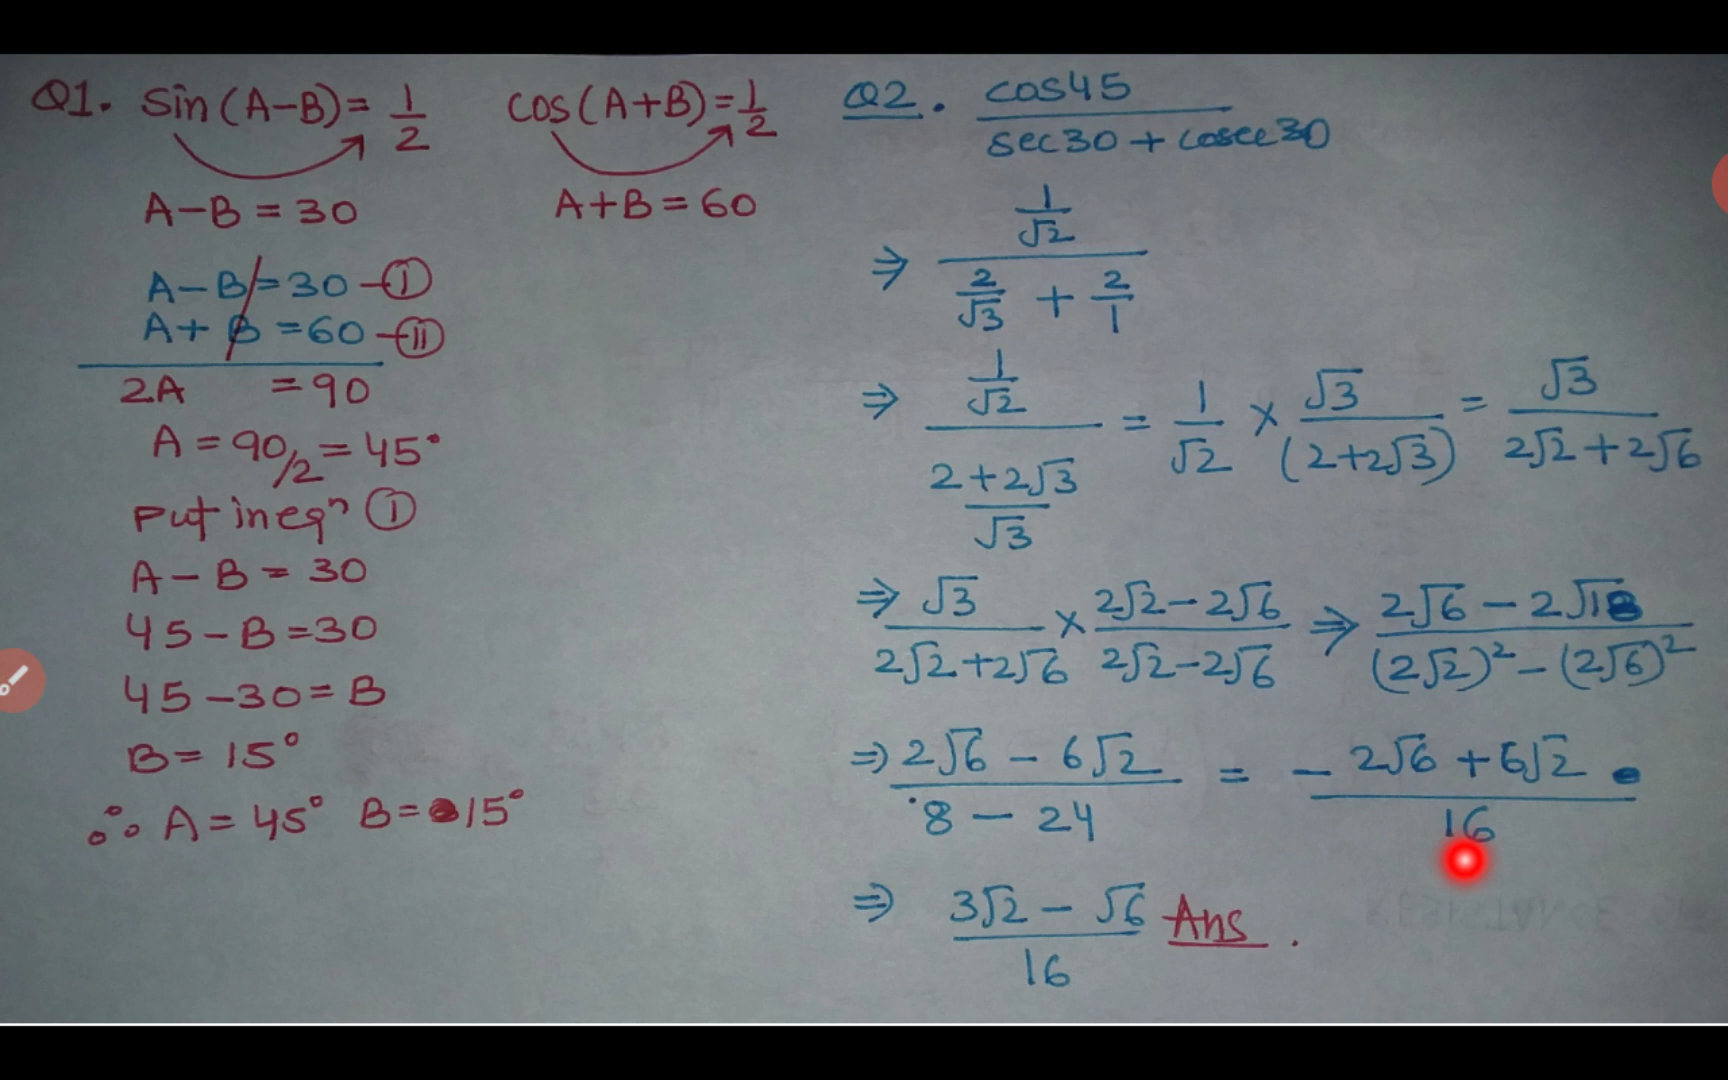 Q1. sin(A-B)= 1/2 cos(A+B)=1/2
A-B = 30 A+B = 60
A-B=30 -(I)
A+B=60 -(II)
2A =90
A=90/2=45°
Put in eqⁿ (I)
A-B=30
45-B=30
45-30=B
B=15°
∴ A=45° B=15°
Q2. cos45/(sec30+cosec30)
⇒ (1/√2)/(2/√3 + 2/1)
⇒ (1/√2)/((2+2√3)/√3) = 1/√2 × √3/(2+2√3) = √3/(2√2+2√6)
⇒ √3/(2√2+2√6) × (2√2-2√6)/(2√2-2√6) ⇒ (2√6-2√18)/((2√2)²-(2√6)²)
⇒ (2√6-6√2)/(8-24) = (-2√6+6√2)/16
⇒ (3√2-√6)/16 Ans.